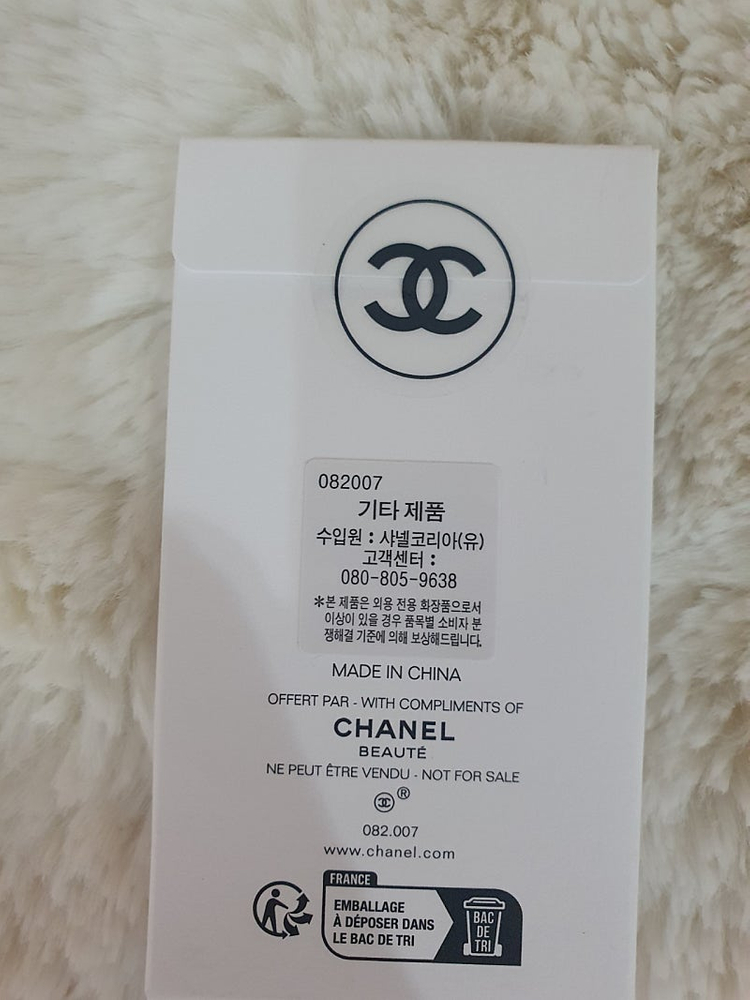 082007
기타 제품
수입원 : 샤넬코리아(유)
고객센터 :
080-805-9638
*본 제품은 외용 전용 화장품으로서
이상이 있을 경우 품목별 소비자 분
쟁해결 기준에 의해 보상해드립니다.
MADE IN CHINA
OFFERT PAR - WITH COMPLIMENTS OF
CHANEL
BEAUTÉ
NE PEUT ÊTRE VENDU - NOT FOR SALE
®
082.007
www.chanel.com
FRANCE
EMBALLAGE
À DÉPOSER DANS
LE BAC DE TRI
BAC
DE
TRI